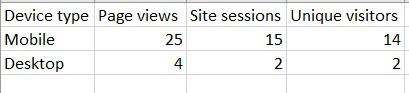 Device type Page views Site sessions Unique visitors
Mobile 25 15 14
Desktop 4 2 2